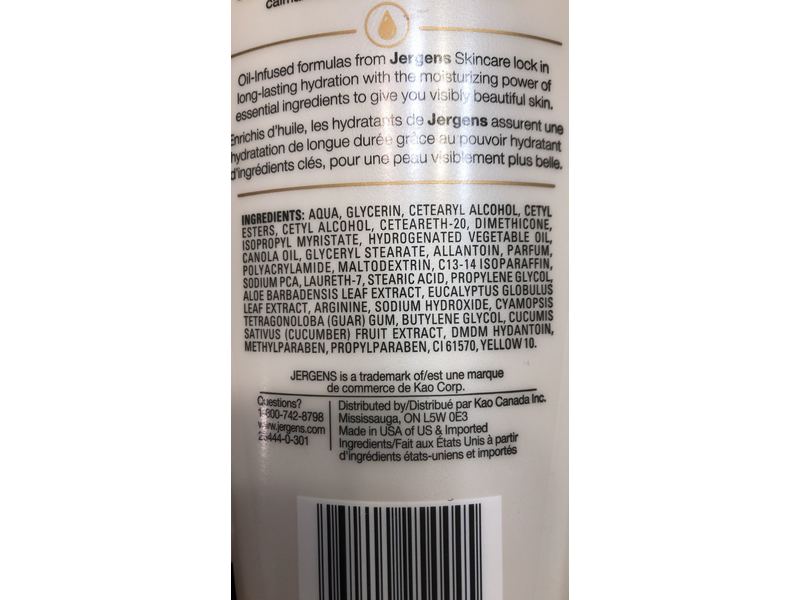 Oil-Infused formulas from Jergens Skincare lock in
long-lasting hydration with the moisturizing power of
essential ingredients to give you visibly beautiful skin.
Enrichis d'huile, les hydratants de Jergens assurent une
hydratation de longue durée grâce au pouvoir hydratant
d'ingrédients clés, pour une peau visiblement plus belle.
INGREDIENTS: AQUA, GLYCERIN, CETEARYL ALCOHOL, CETYL
ESTERS, CETYL ALCOHOL, CETEARETH-20, DIMETHICONE,
ISOPROPYL MYRISTATE, HYDROGENATED VEGETABLE OIL,
CANOLA OIL, GLYCERYL STEARATE, ALLANTOIN, PARFUM,
POLYACRYLAMIDE, MALTODEXTRIN, C13-14 ISOPARAFFIN,
SODIUM PCA, LAURETH-7, STEARIC ACID, PROPYLENE GLYCOL,
ALOE BARBADENSIS LEAF EXTRACT, EUCALYPTUS GLOBULUS
LEAF EXTRACT, ARGININE, SODIUM HYDROXIDE, CYAMOPSIS
TETRAGONOLOBA (GUAR) GUM, BUTYLENE GLYCOL, CUCUMIS
SATIVUS (CUCUMBER) FRUIT EXTRACT, DMDM HYDANTOIN,
METHYLPARABEN, PROPYLPARABEN, CI 61570, YELLOW 10.
JERGENS is a trademark of/est une marque
de commerce de Kao Corp.
Questions?
1-800-742-8798
www.jergens.com
25444-0-301
Distributed by/Distribué par Kao Canada Inc.
Mississauga, ON L5W 0E3
Made in USA of US & Imported
Ingredients/Fait aux États Unis à partir
d'ingrédients états-uniens et importés